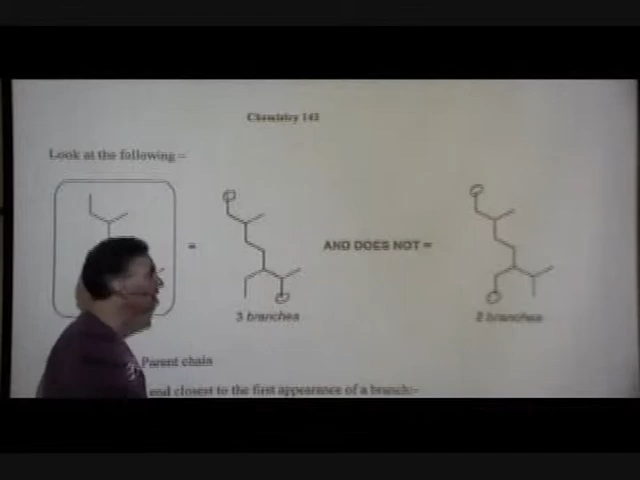 Chemistry 143
Look at the following =
= AND DOES NOT =
3 branches 2 branches
Parent chain
end closest to the first appearance of a branch:-